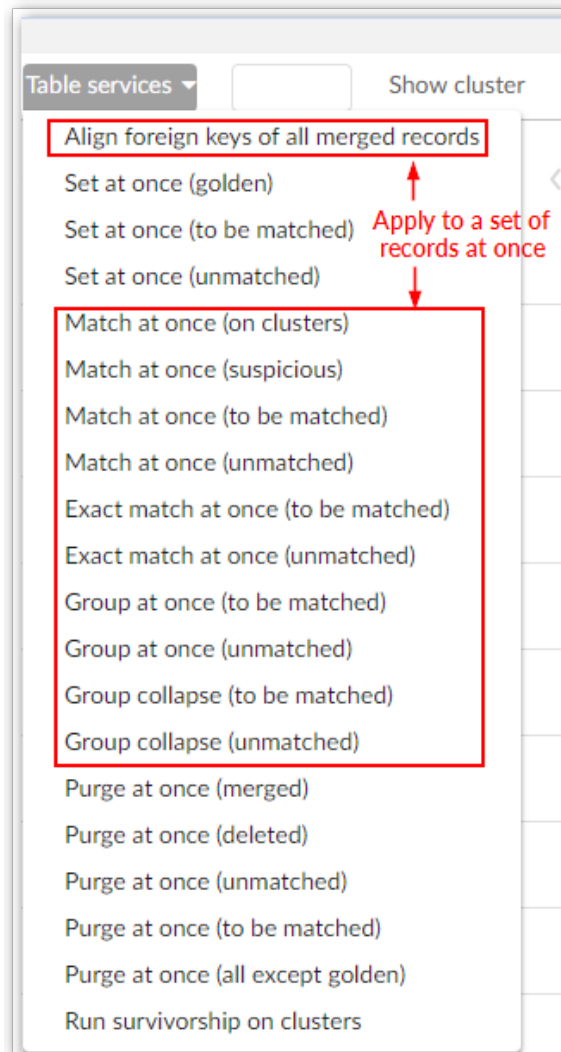 Table services Show cluster
Align foreign keys of all merged records
Set at once (golden)
Set at once (to be matched)
Set at once (unmatched)
Apply to a set of
records at once
Match at once (on clusters)
Match at once (suspicious)
Match at once (to be matched)
Match at once (unmatched)
Exact match at once (to be matched)
Exact match at once (unmatched)
Group at once (to be matched)
Group at once (unmatched)
Group collapse (to be matched)
Group collapse (unmatched)
Purge at once (merged)
Purge at once (deleted)
Purge at once (unmatched)
Purge at once (to be matched)
Purge at once (all except golden)
Run survivorship on clusters